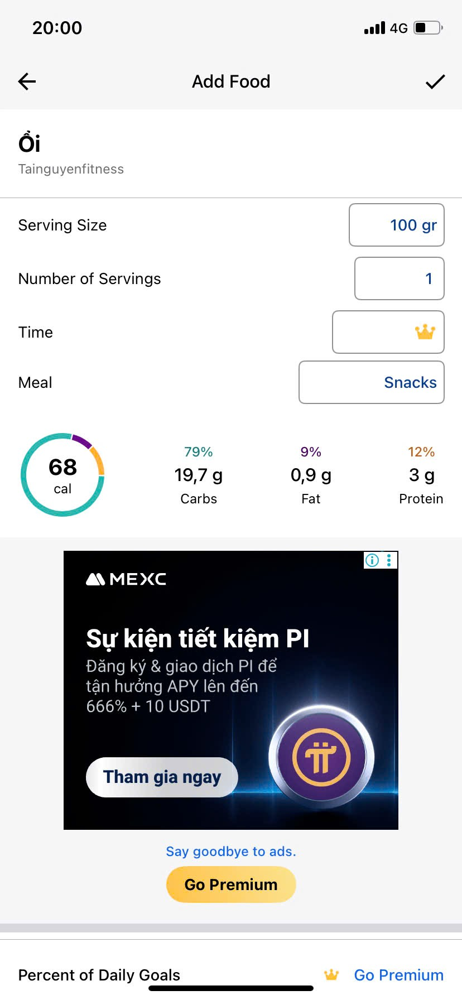 20:00
4G
Add Food
Ổi
Tainguyenfitness
Serving Size
100 gr
Number of Servings
1
Time
Meal
Snacks
68
cal
79%
19,7 g
Carbs
9%
0,9 g
Fat
12%
3 g
Protein
MEXC
Sự kiện tiết kiệm PI
Đăng ký & giao dịch PI để
tận hưởng APY lên đến
666% + 10 USDT
Tham gia ngay
Say goodbye to ads.
Go Premium
Percent of Daily Goals
Go Premium